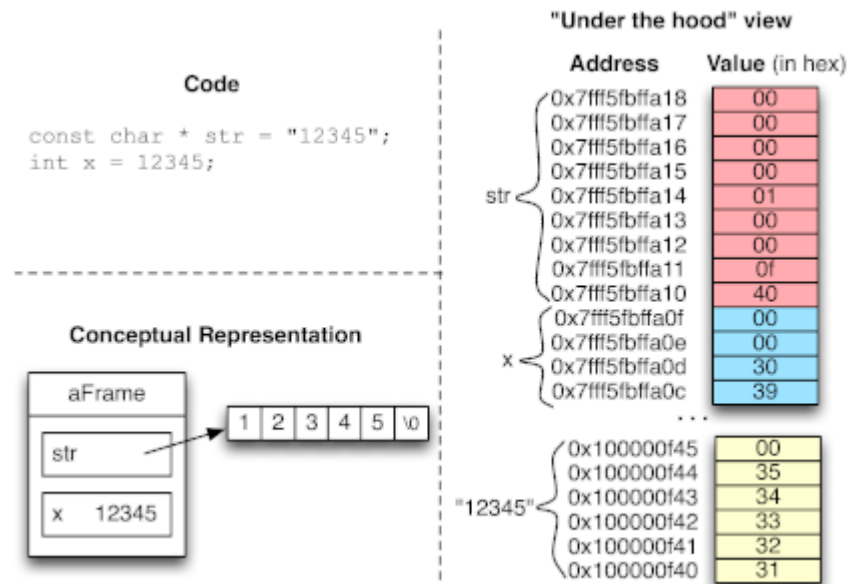 "Under the hood" view
Code
const char * str = "12345";
int x = 12345;
Address Value (in hex)
0x7fff5fbffa18 00
0x7fff5fbffa17 00
0x7fff5fbffa16 00
0x7fff5fbffa15 00
str 0x7fff5fbffa14 01
0x7fff5fbffa13 00
0x7fff5fbffa12 00
0x7fff5fbffa11 0f
0x7fff5fbffa10 40
0x7fff5fbffa0f 00
0x7fff5fbffa0e 00
x 0x7fff5fbffa0d 30
0x7fff5fbffa0c 39
...
0x100000f45 00
0x100000f44 35
"12345" 0x100000f43 34
0x100000f42 33
0x100000f41 32
0x100000f40 31
Conceptual Representation
aFrame
str
1 2 3 4 5 \0
x 12345